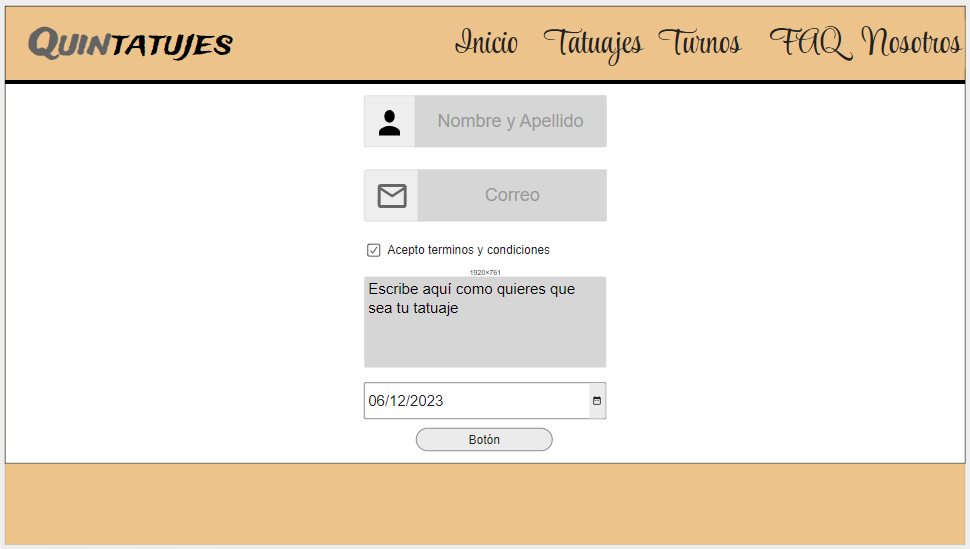 QUINTATUJES
Inicio Tatuajes Turnos FAQ Nosotros
Nombre y Apellido
Correo
Acepto terminos y condiciones
1920×761
Escribe aquí como quieres que
sea tu tatuaje
06/12/2023
Botón